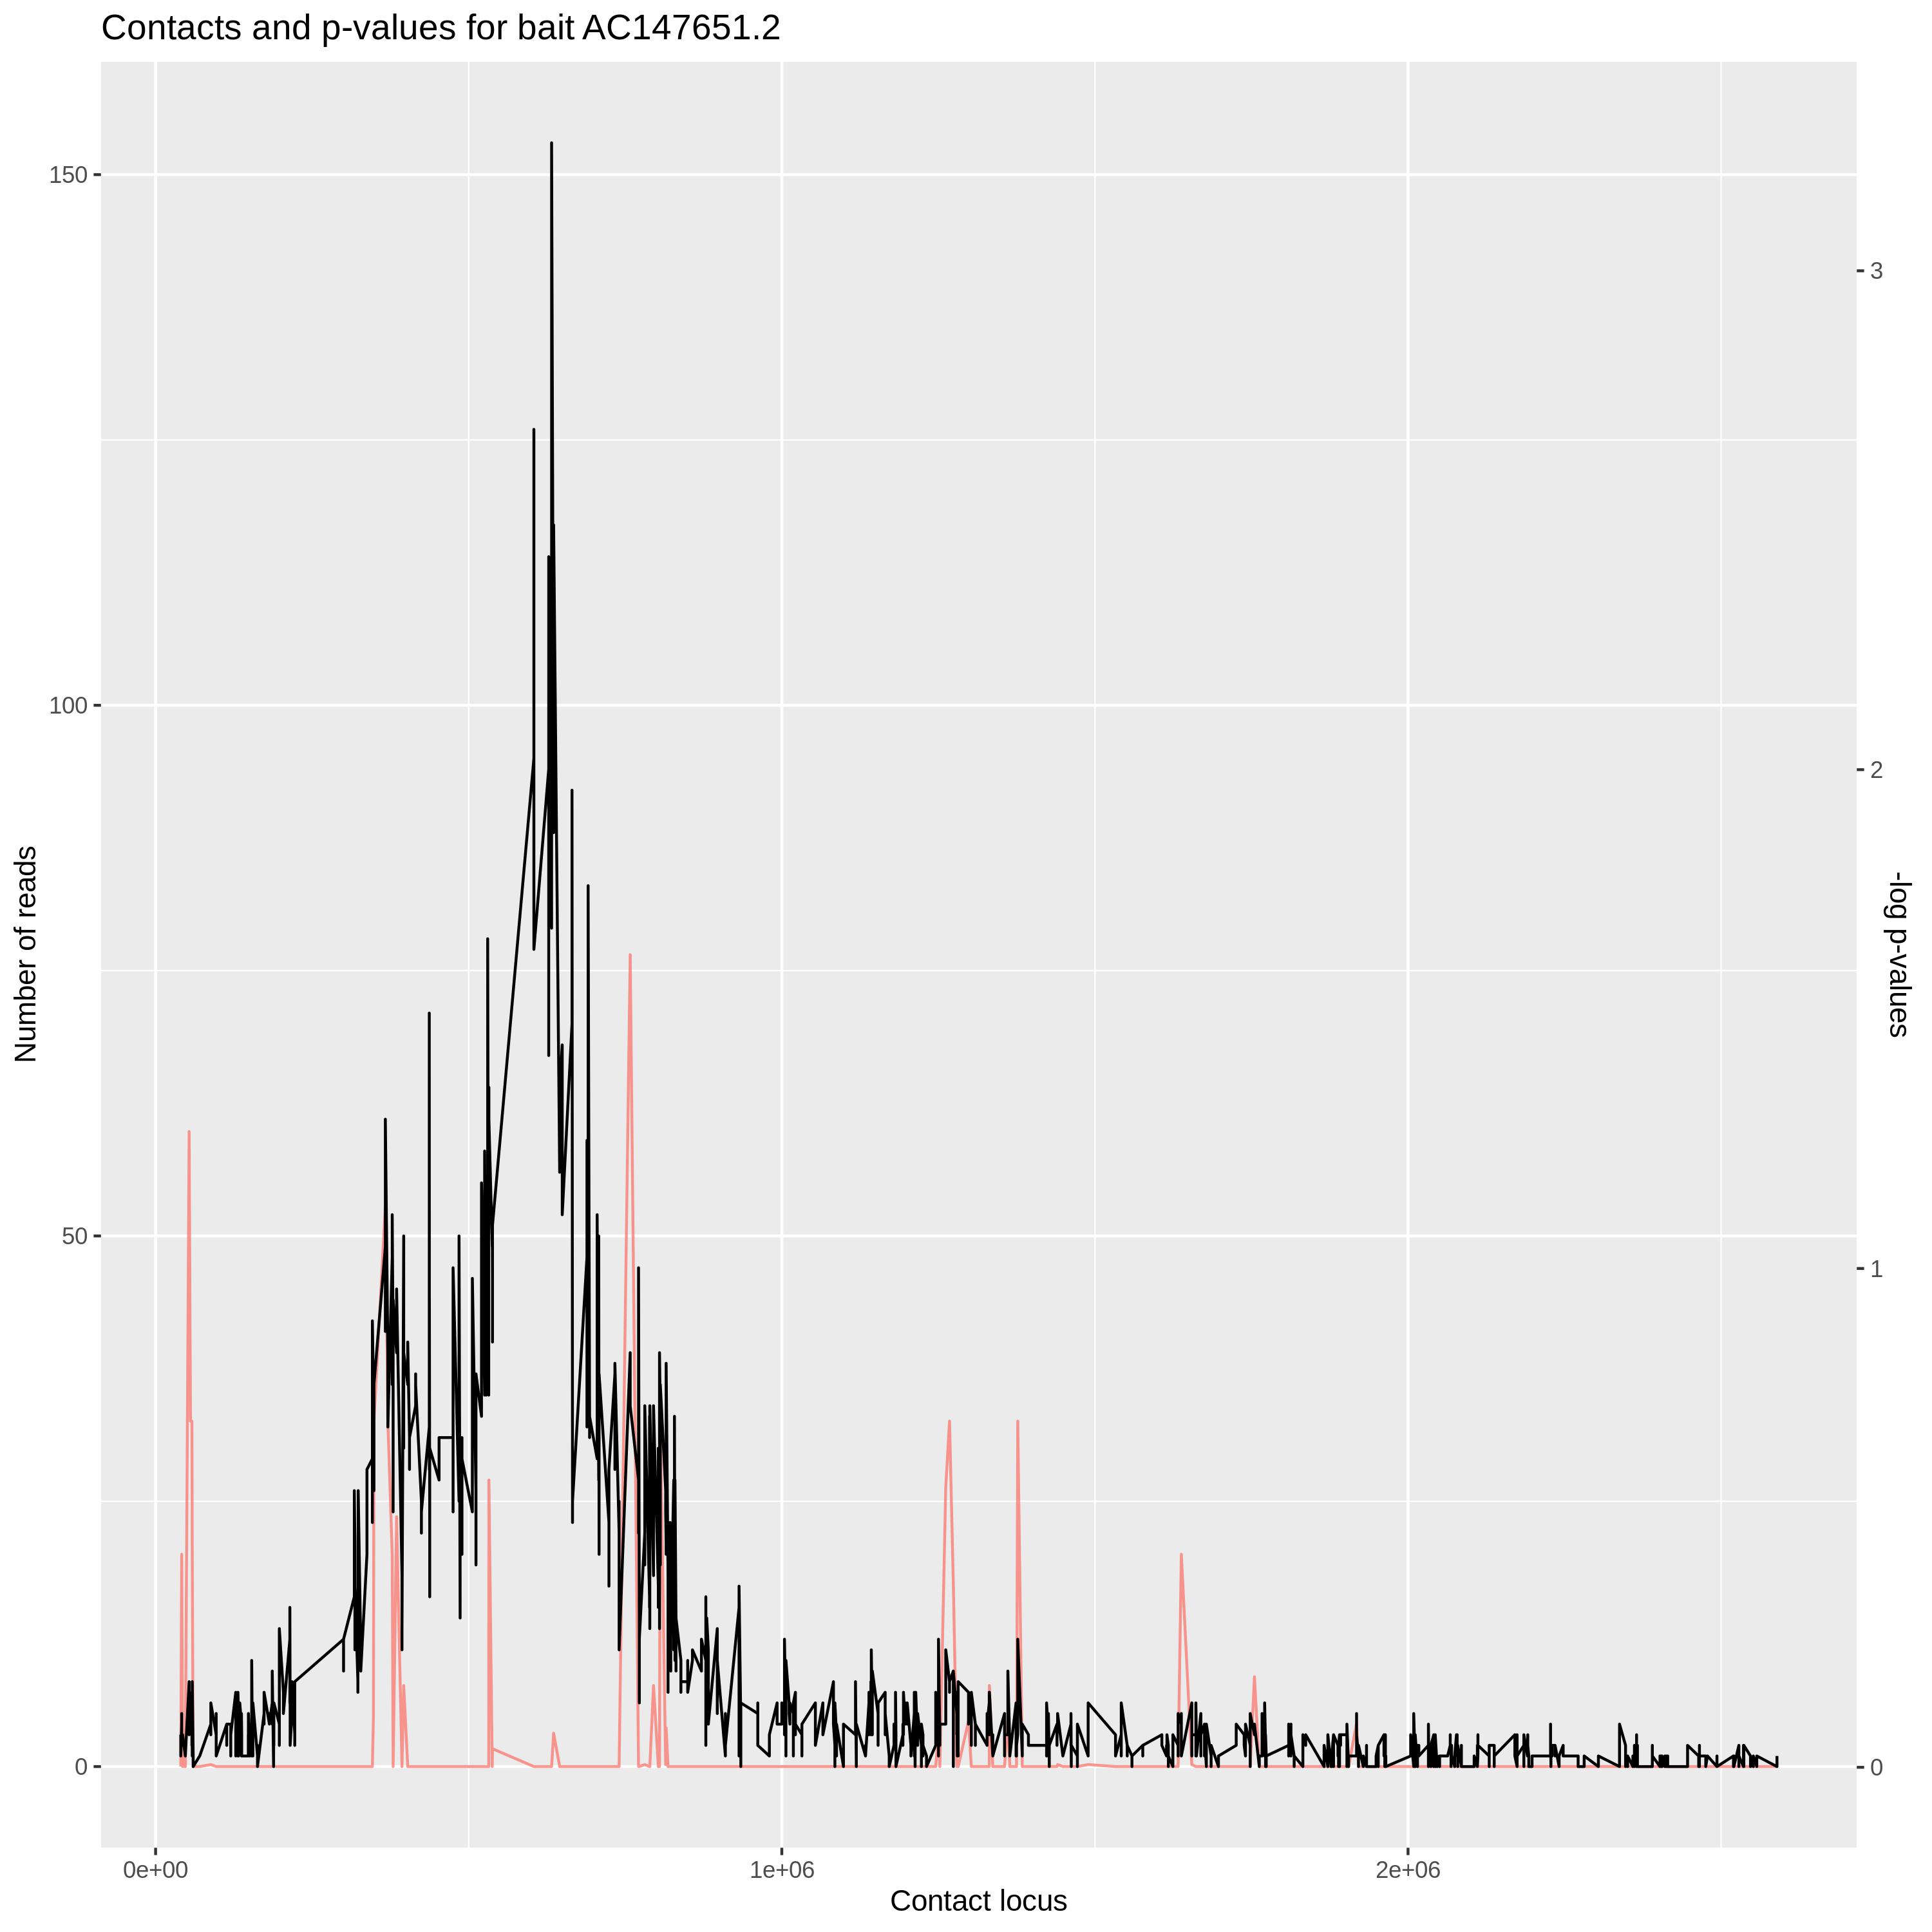 Contacts and p-values for bait AC147651.2
150
100
50
0
Number of reads
3
2
1
0
-log p-values
0e+00
1e+06
2e+06
Contact locus